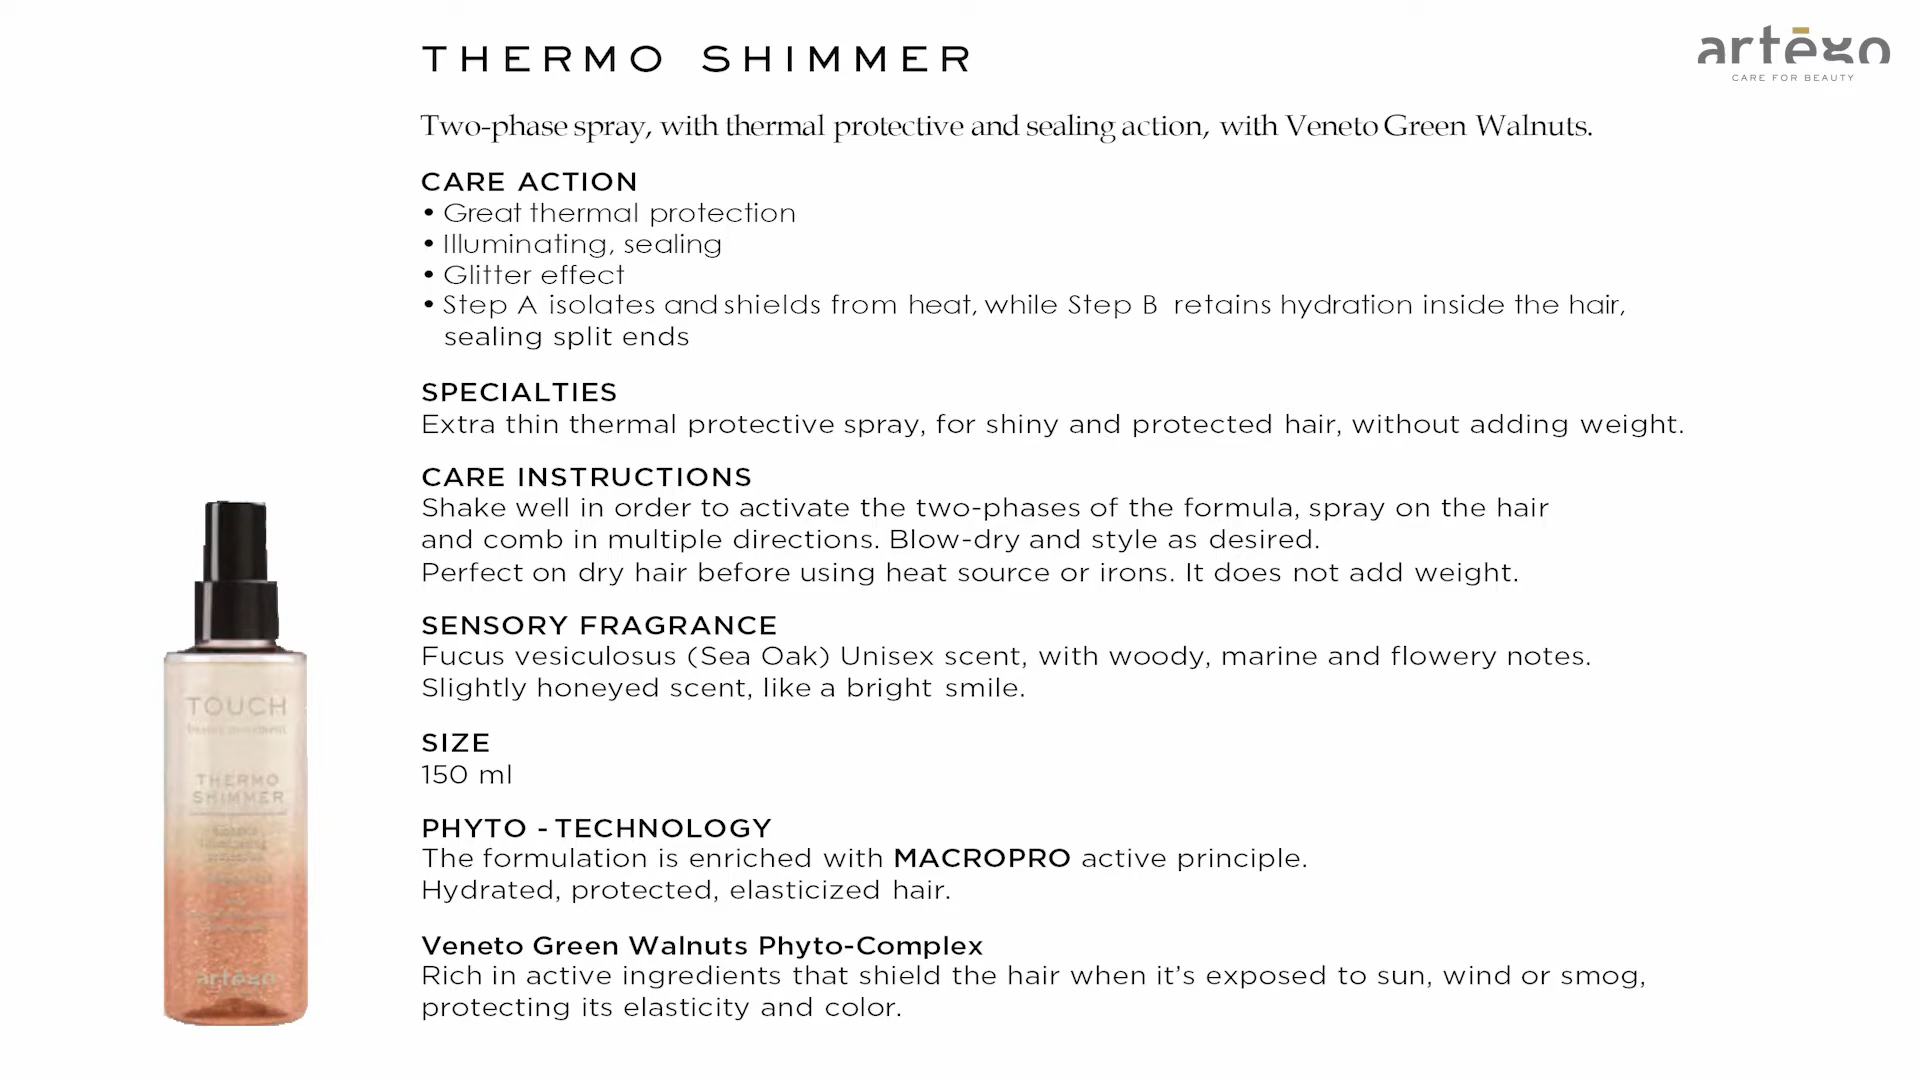 THERMO SHIMMER
artēgo
CARE FOR BEAUTY
Two-phase spray, with thermal protective and sealing action, with Veneto Green Walnuts.
CARE ACTION
• Great thermal protection
• Illuminating, sealing
• Glitter effect
• Step A isolates and shields from heat, while Step B retains hydration inside the hair,
sealing split ends
SPECIALTIES
Extra thin thermal protective spray, for shiny and protected hair, without adding weight.
CARE INSTRUCTIONS
Shake well in order to activate the two-phases of the formula, spray on the hair
and comb in multiple directions. Blow-dry and style as desired.
Perfect on dry hair before using heat source or irons. It does not add weight.
SENSORY FRAGRANCE
Fucus vesiculosus (Sea Oak) Unisex scent, with woody, marine and flowery notes.
Slightly honeyed scent, like a bright smile.
SIZE
150 ml
PHYTO - TECHNOLOGY
The formulation is enriched with MACROPRO active principle.
Hydrated, protected, elasticized hair.
Veneto Green Walnuts Phyto-Complex
Rich in active ingredients that shield the hair when it's exposed to sun, wind or smog,
protecting its elasticity and color.
TOUCH
THERMO
SHIMMER
artēgo